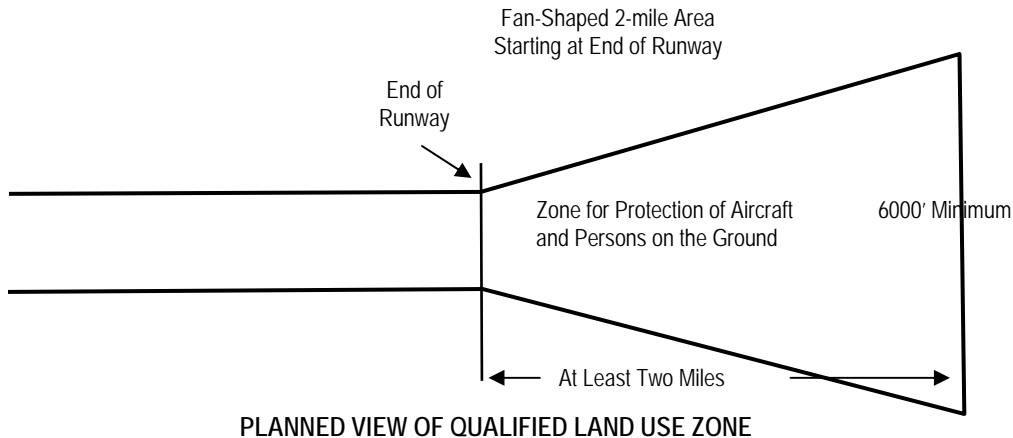 Fan-Shaped 2-mile Area
Starting at End of Runway
End of
Runway
Zone for Protection of Aircraft
and Persons on the Ground
6000' Minimum
At Least Two Miles
PLANNED VIEW OF QUALIFIED LAND USE ZONE